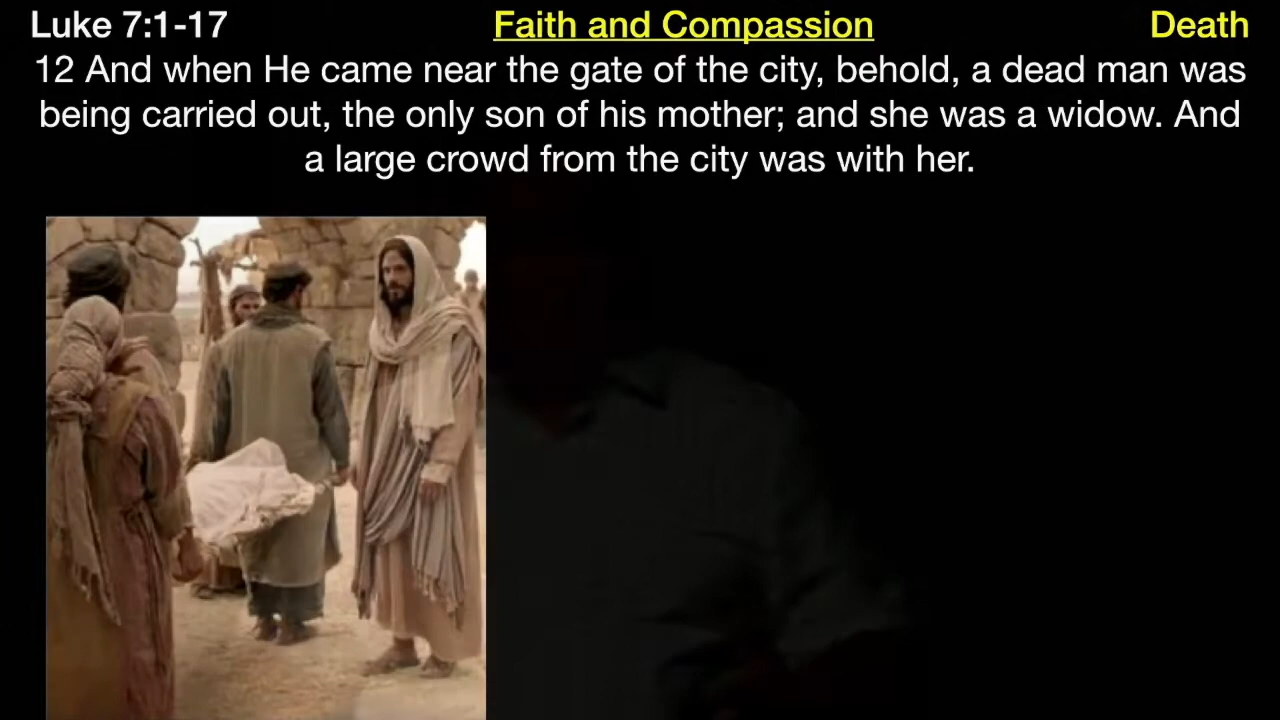 Luke 7:1-17 Faith and Compassion Death
12 And when He came near the gate of the city, behold, a dead man was
being carried out, the only son of his mother; and she was a widow. And
a large crowd from the city was with her.